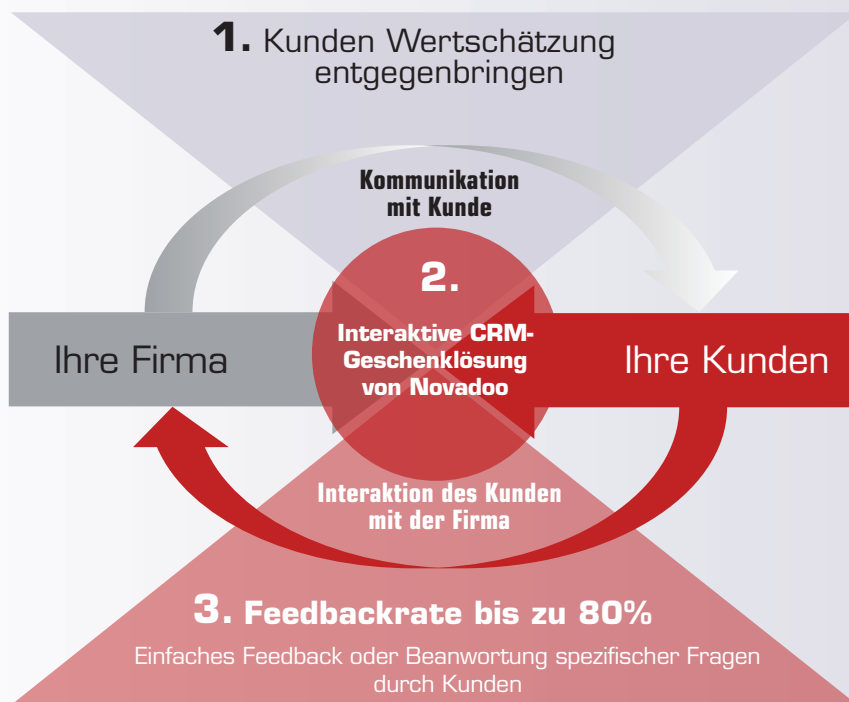 1. Kunden Wertschätzung
entgegenbringen
Kommunikation
mit Kunde
2.
Interaktive CRM-
Geschenklösung
von Novadoo
Ihre Firma
Ihre Kunden
Interaktion des Kunden
mit der Firma
3. Feedbackrate bis zu 80%
Einfaches Feedback oder Beanwortung spezifischer Fragen
durch Kunden